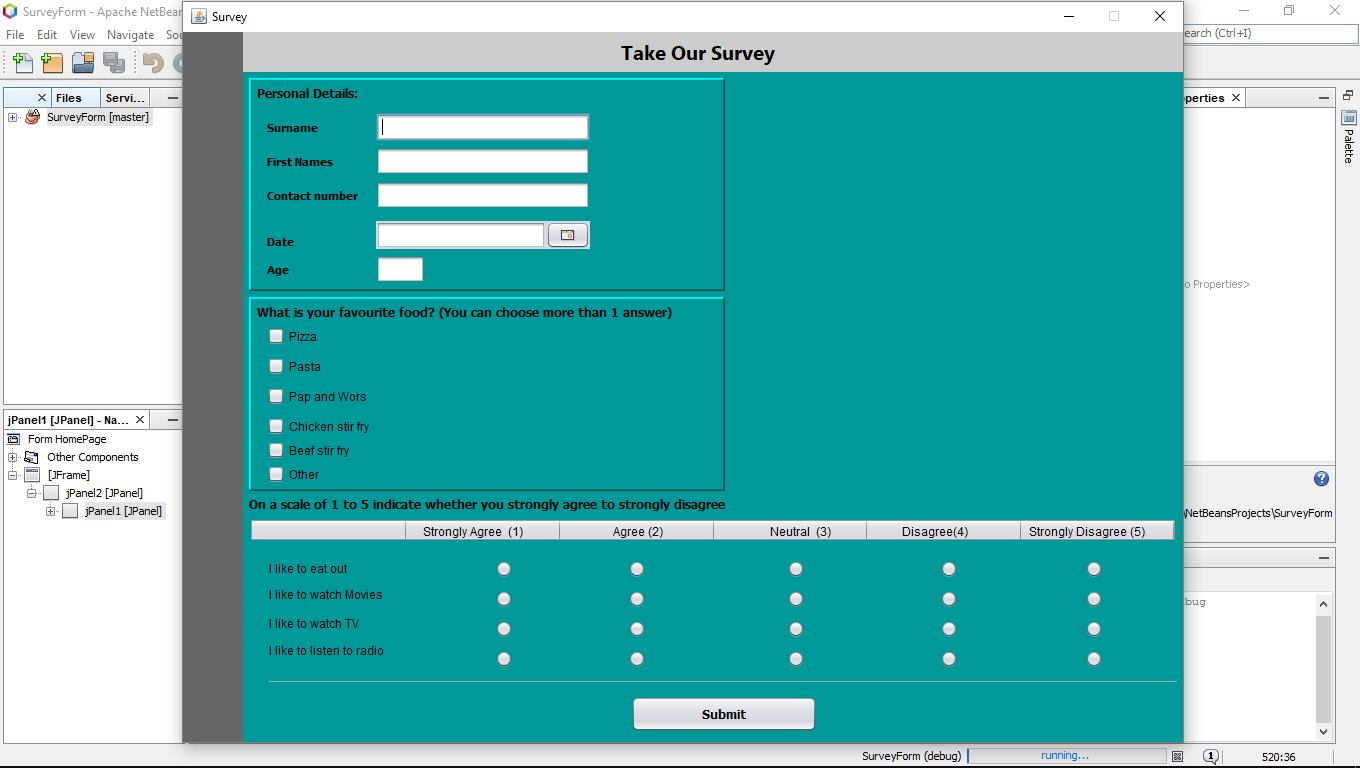 SurveyForm - Apache NetBeans
Survey
File Edit View Navigate
earch (Ctrl+I)
Take Our Survey
Files Servi...
SurveyForm [master]
operties
Palette
Personal Details:
Surname
First Names
Contact number
Date
Age
o Properties>
What is your favourite food? (You can choose more than 1 answer)
Pizza
Pasta
Pap and Wors
Chicken stir fry
Beef stir fry
Other
jPanel1 [JPanel] - Na...
Form HomePage
Other Components
[JFrame]
jPanel2 [JPanel]
jPanel1 [JPanel]
\NetBeansProjects\SurveyForm
On a scale of 1 to 5 indicate whether you strongly agree to strongly disagree
Strongly Agree (1) Agree (2) Neutral (3) Disagree(4) Strongly Disagree (5)
I like to eat out
I like to watch Movies
I like to watch TV
I like to listen to radio
bug
Submit
SurveyForm (debug) running... 1 520:36